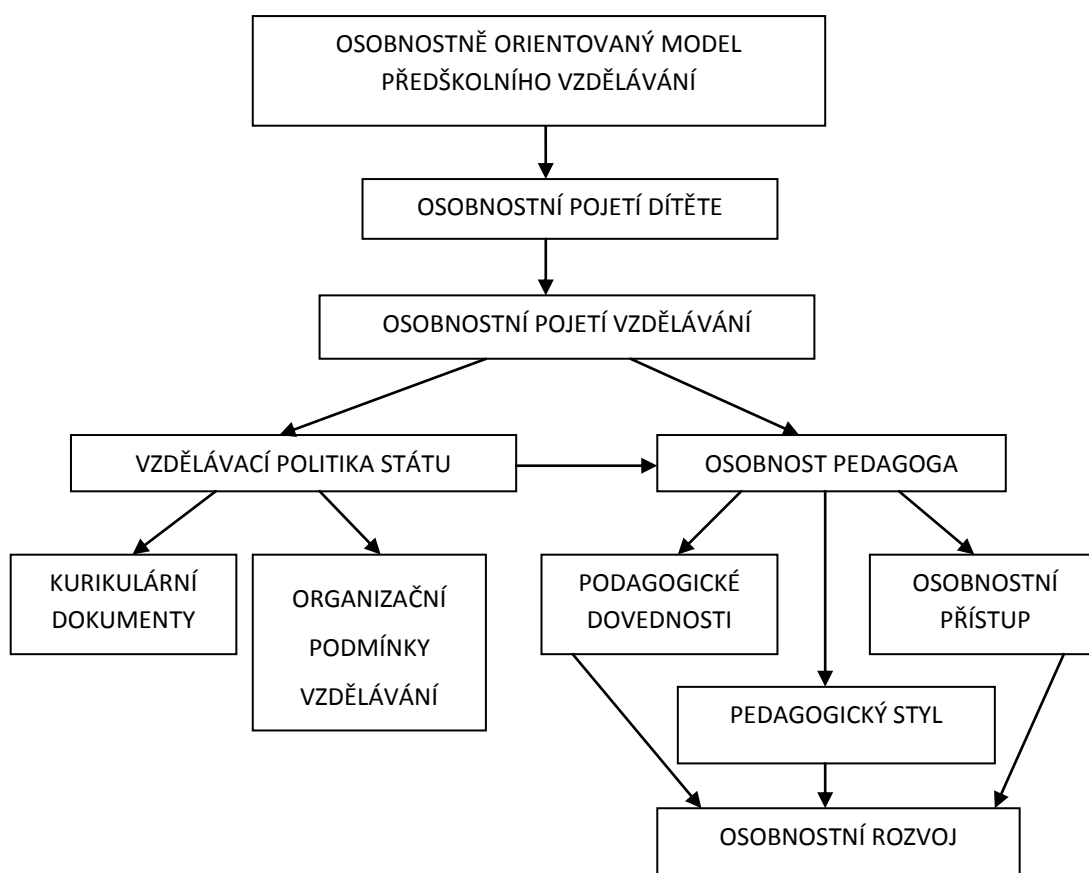 OSOBNOSTNĚ ORIENTOVANÝ MODEL
PŘEDŠKOLNÍHO VZDĚLÁVÁNÍ
OSOBNOSTNÍ POJETÍ DÍTĚTE
OSOBNOSTNÍ POJETÍ VZDĚLÁVÁNÍ
VZDĚLÁVACÍ POLITIKA STÁTU
OSOBNOST PEDAGOGA
KURIKULÁRNÍ
DOKUMENTY
ORGANIZAČNÍ
PODMÍNKY
VZDĚLÁVÁNÍ
PODAGOGICKÉ
DOVEDNOSTI
OSOBNOSTNÍ
PŘÍSTUP
PEDAGOGICKÝ STYL
OSOBNOSTNÍ ROZVOJ